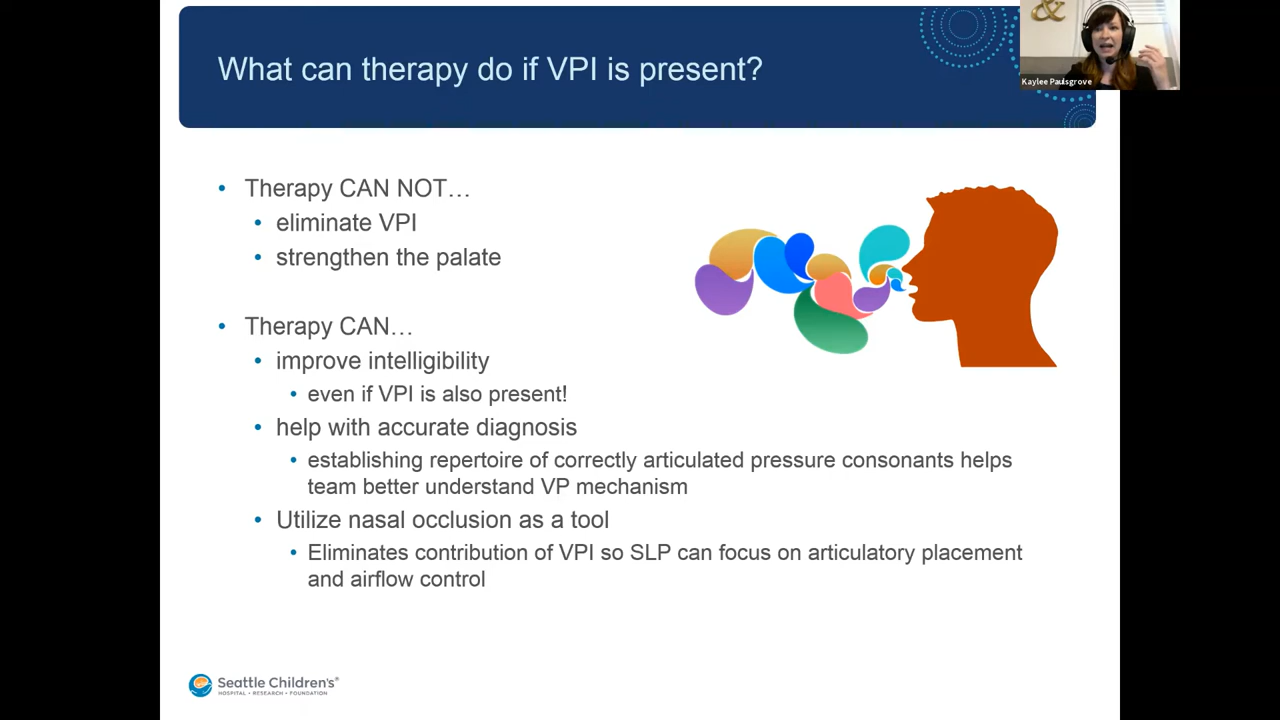 What can therapy do if VPI is present?
&
Kaylee Paulsgrove
• Therapy CAN NOT…
• eliminate VPI
• strengthen the palate
• Therapy CAN…
• improve intelligibility
• even if VPI is also present!
• help with accurate diagnosis
• establishing repertoire of correctly articulated pressure consonants helps
team better understand VP mechanism
• Utilize nasal occlusion as a tool
• Eliminates contribution of VPI so SLP can focus on articulatory placement
and airflow control
Seattle Children's®
HOSPITAL • RESEARCH • FOUNDATION